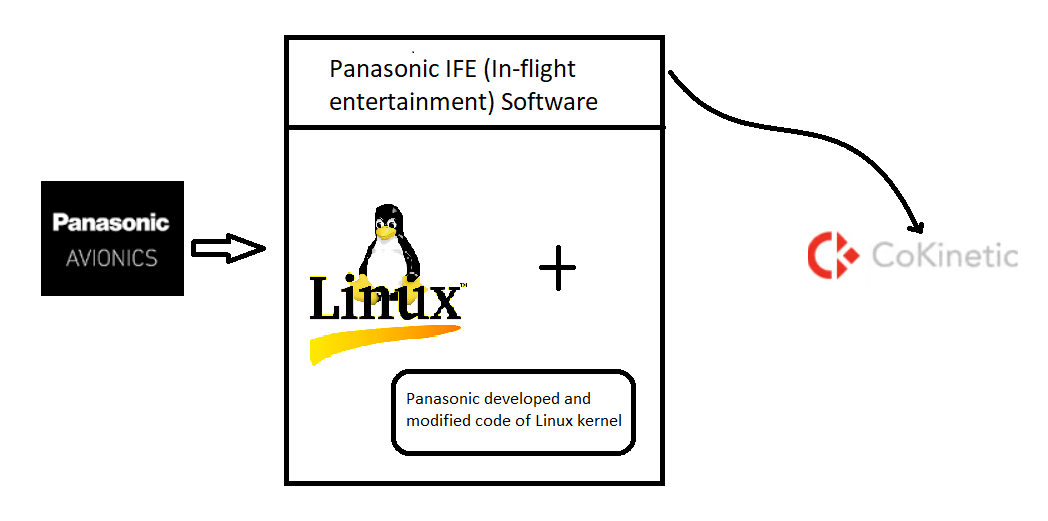 Panasonic IFE (In-flight
entertainment) Software
Panasonic
AVIONICS
Linux™
+
Panasonic developed and
modified code of Linux kernel
CoKinetic